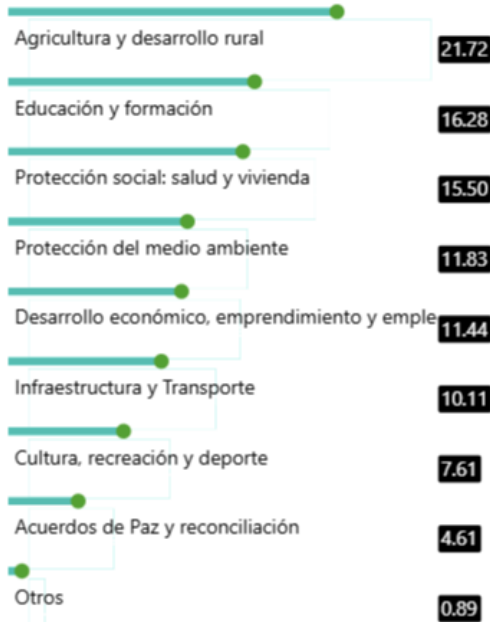 Agricultura y desarrollo rural
21.72
Educación y formación
16.28
Protección social: salud y vivienda
15.50
Protección del medio ambiente
11.83
Desarrollo económico, emprendimiento y emple
11.44
Infraestructura y Transporte
10.11
Cultura, recreación y deporte
7.61
Acuerdos de Paz y reconciliación
4.61
Otros
0.89